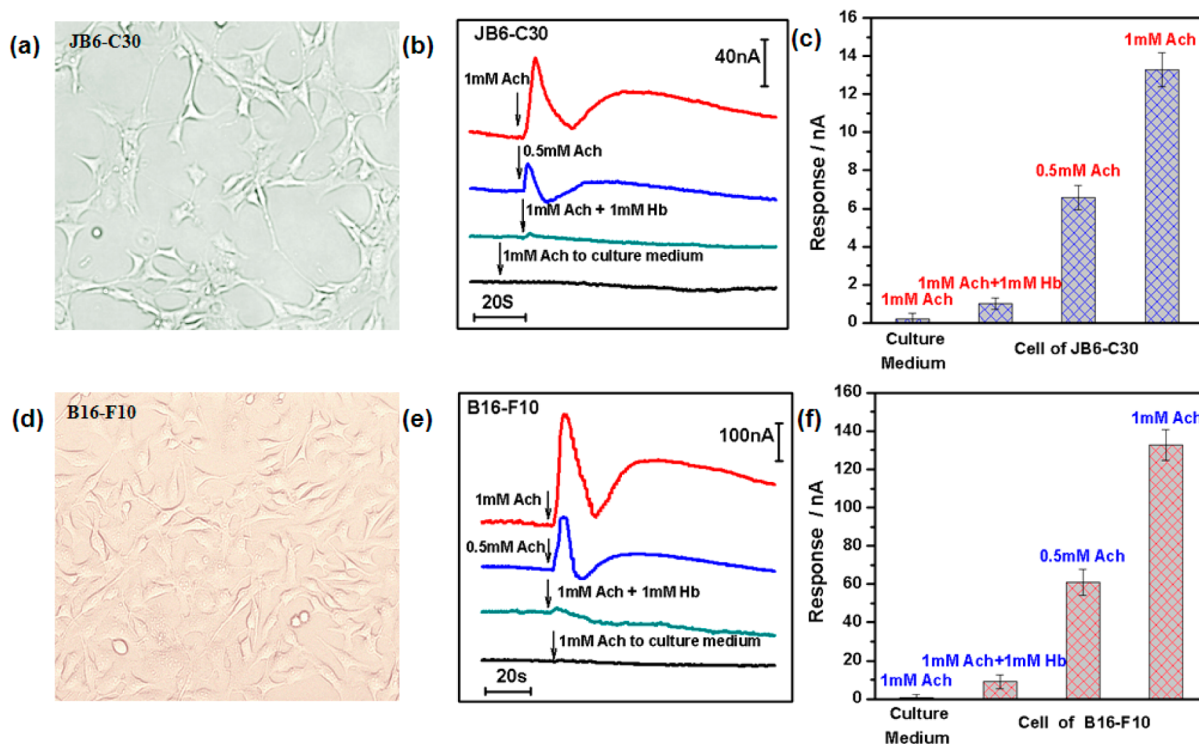 (a)
JB6-C30
(b)
JB6-C30
40nA
1mM Ach
0.5mM Ach
1mM Ach + 1mM Hb
1mM Ach to culture medium
20S
(c)
16
14
12
10
8
6
4
2
0
Response / nA
1mM Ach
1mM Ach+1mM Hb
0.5mM Ach
1mM Ach
Culture
Medium
Cell of JB6-C30
(d)
B16-F10
(e)
B16-F10
100nA
1mM Ach
0.5mM Ach
1mM Ach + 1mM Hb
1mM Ach to culture medium
20s
(f)
160
140
120
100
80
60
40
20
0
Response / nA
1mM Ach
1mM Ach+1mM Hb
0.5mM Ach
1mM Ach
Culture
Medium
Cell of B16-F10